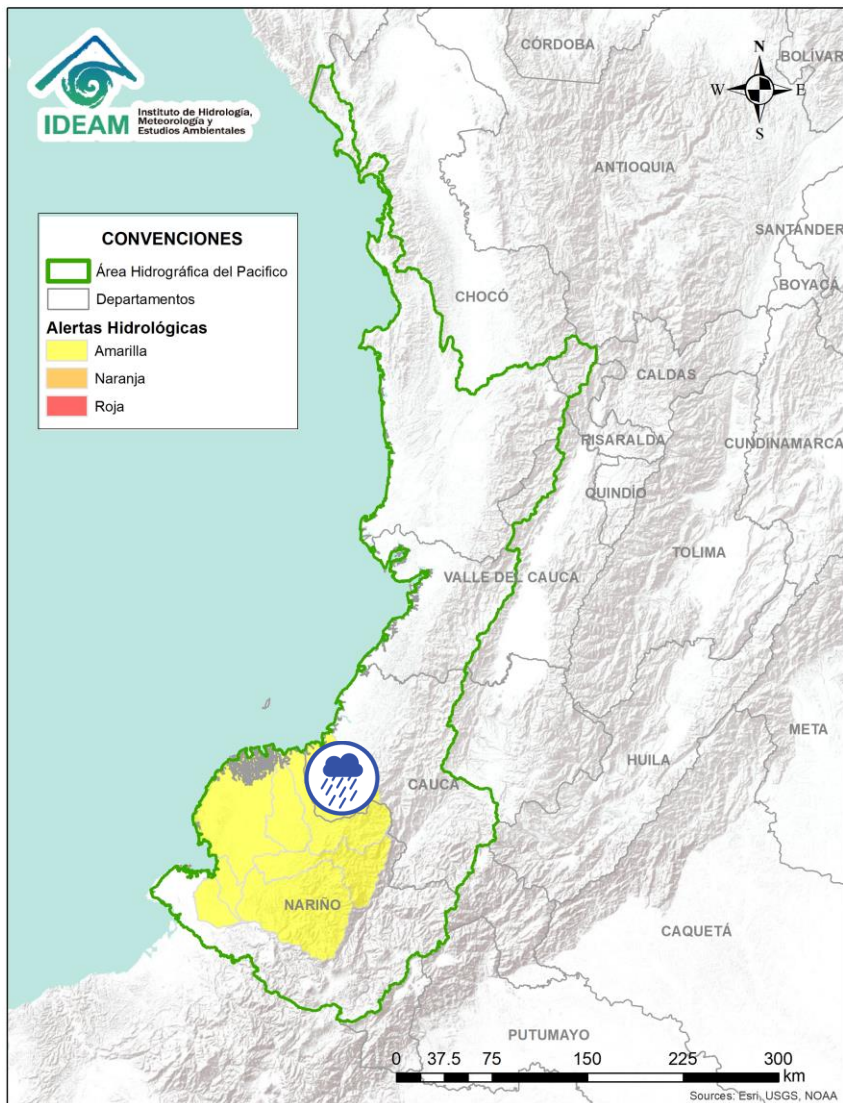 CÓRDOBA
BOLÍVAR
N
W E
S
IDEAM
Instituto de Hidrología,
Meteorología y
Estudios Ambientales
ANTIOQUIA
SANTANDER
CONVENCIONES
Área Hidrográfica del Pacifico
Departamentos
Alertas Hidrológicas
Amarilla
Naranja
Roja
BOYACÁ
CHOCÓ
CALDAS
RISARALDA
CUNDINAMARCA
QUINDÍO
TOLIMA
VALLE DEL CAUCA
META
HUILA
CAUCA
NARIÑO
CAQUETÁ
PUTUMAYO
0 37.5 75 150 225 300
km
Sources: Esri, USGS, NOAA